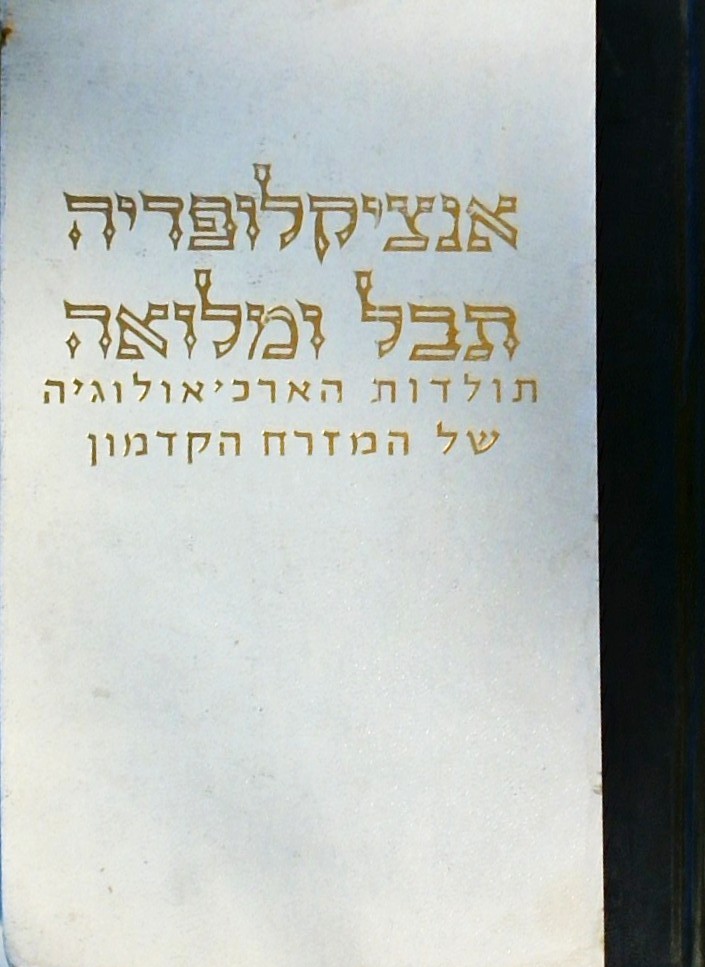 אנציקלופדיה
תבל ומלואה
תולדות הארכיאולוגיה
של המזרח הקדמון